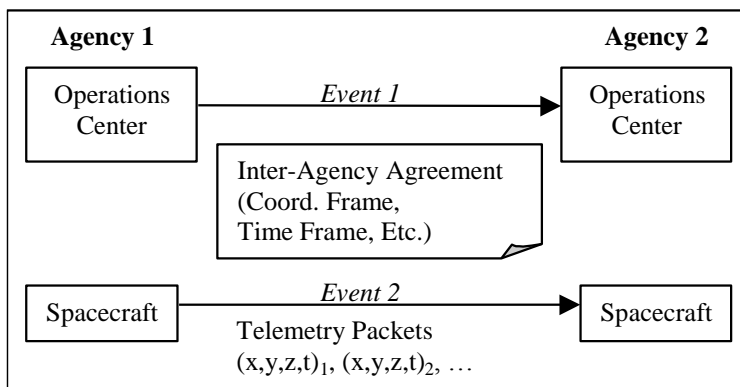 Agency 1
Agency 2
Operations
Center
Event 1
Operations
Center
Inter-Agency Agreement
(Coord. Frame,
Time Frame, Etc.)
Spacecraft
Event 2
Spacecraft
Telemetry Packets
(x,y,z,t)₁, (x,y,z,t)₂, …